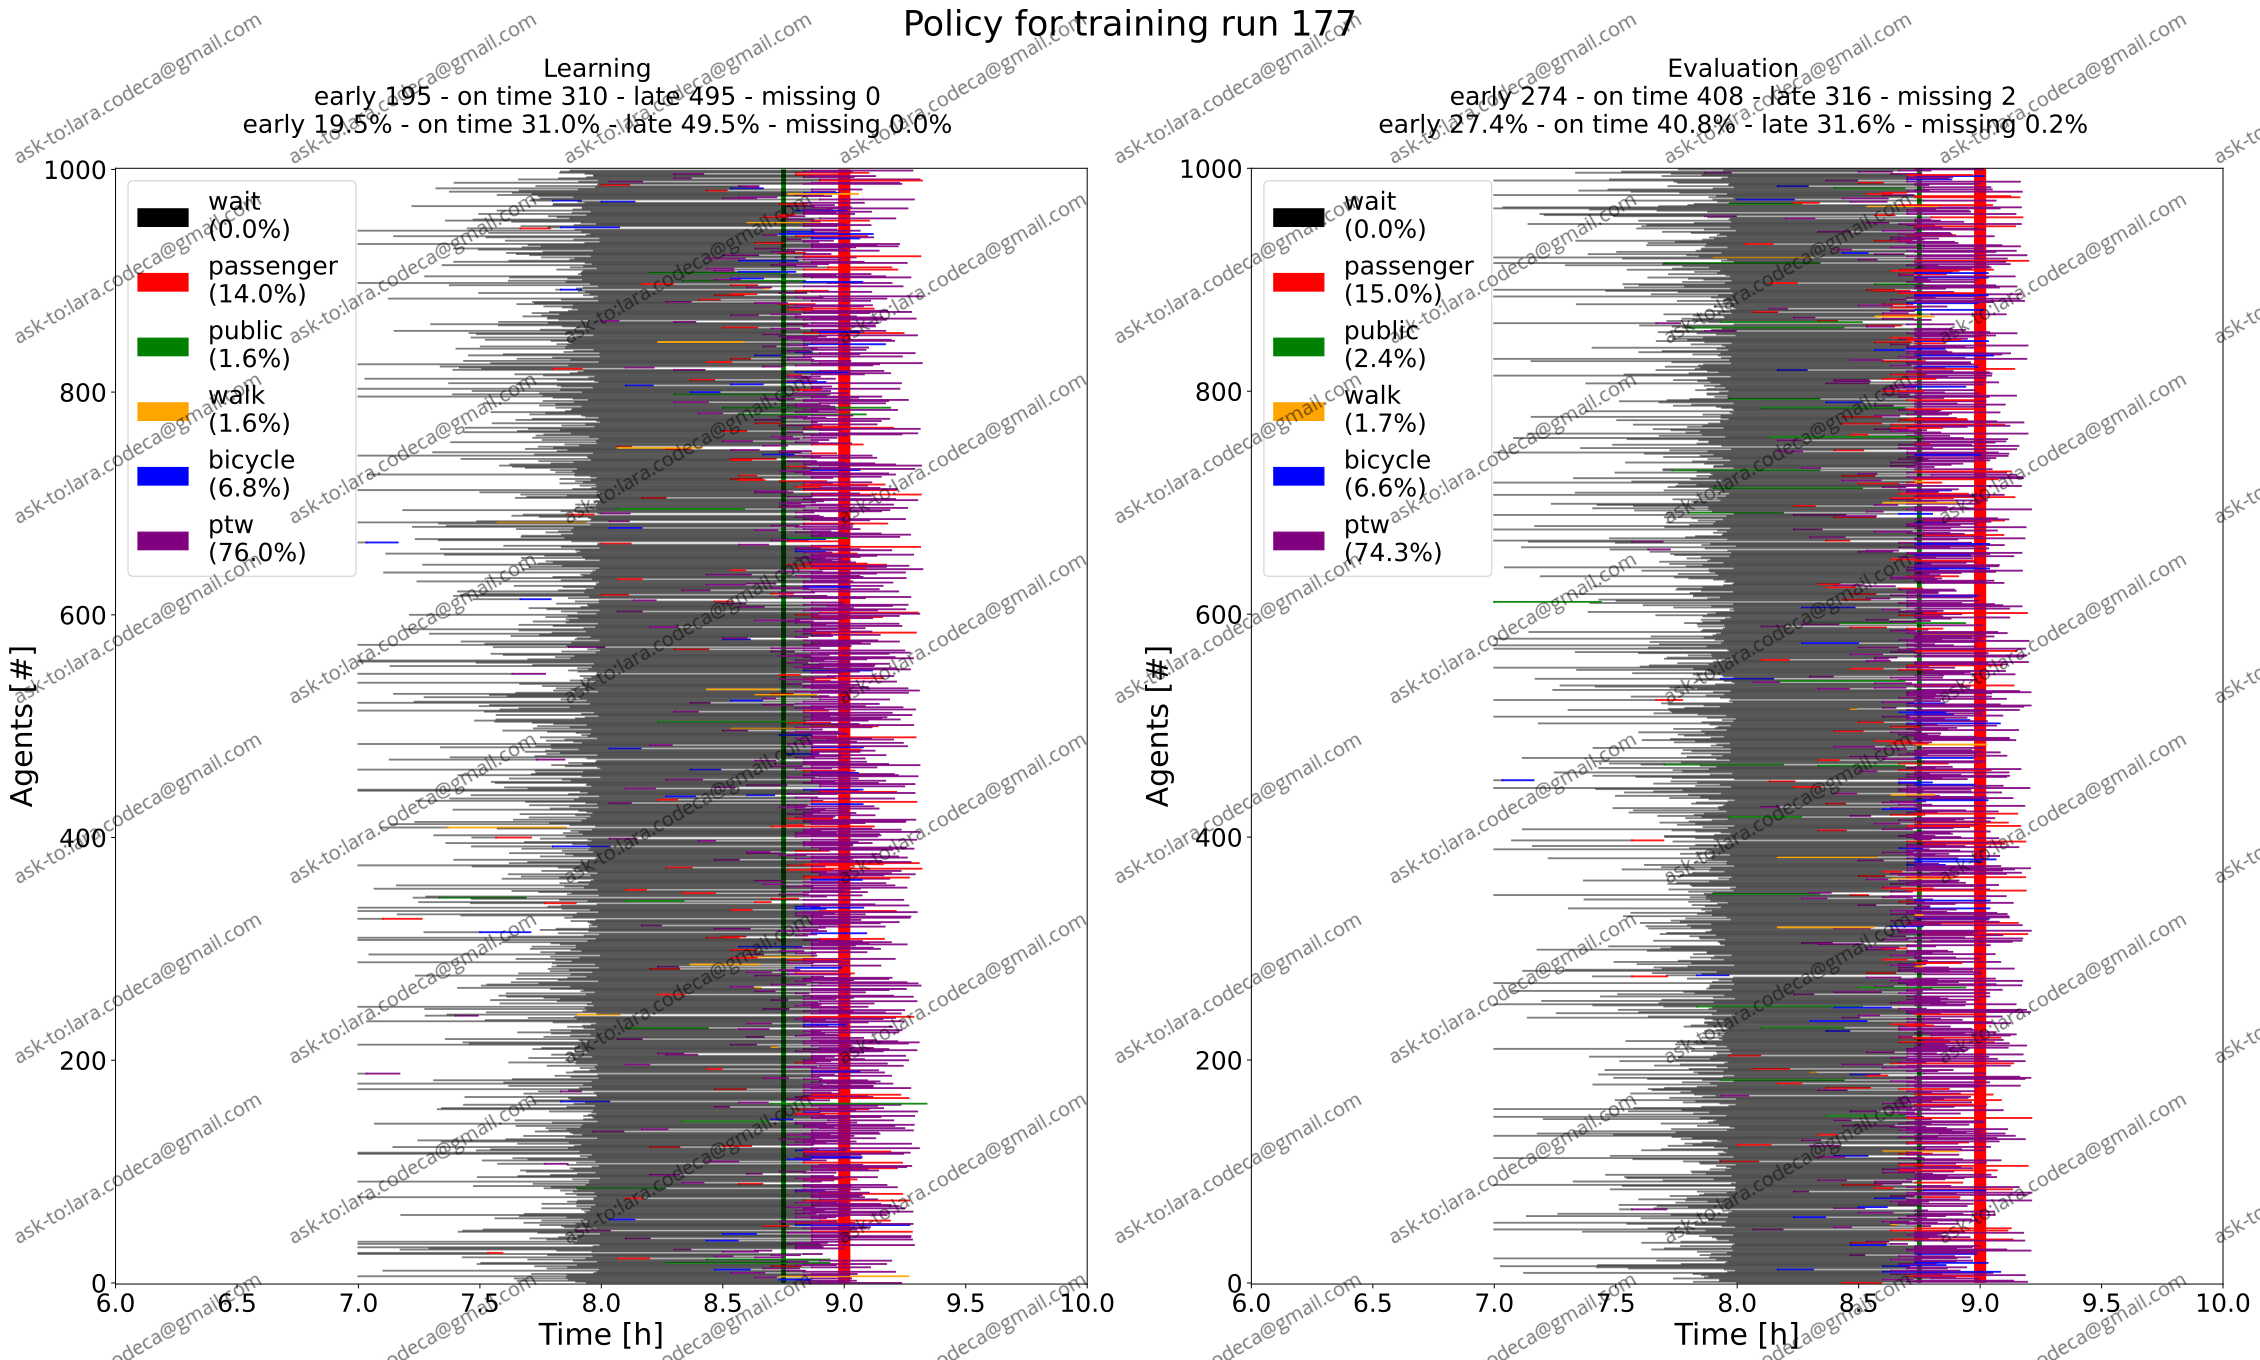 Policy for training run 177
Learning
early 195 - on time 310 - late 495 - missing 0
early 19.5% - on time 31.0% - late 49.5% - missing 0.0%
1000
800
600
400
200
0
Agents [#]
wait
(0.0%)
passenger
(14.0%)
public
(1.6%)
walk
(1.6%)
bicycle
(6.8%)
ptw
(76.0%)
6.0 6.5 7.0 7.5 8.0 8.5 9.0 9.5 10.0
Time [h]
Evaluation
early 274 - on time 408 - late 316 - missing 2
early 27.4% - on time 40.8% - late 31.6% - missing 0.2%
1000
800
600
400
200
0
Agents [#]
wait
(0.0%)
passenger
(15.0%)
public
(2.4%)
walk
(1.7%)
bicycle
(6.6%)
ptw
(74.3%)
6.0 6.5 7.0 7.5 8.0 8.5 9.0 9.5 10.0
Time [h]
ask-to:lara.codeca@gmail.com